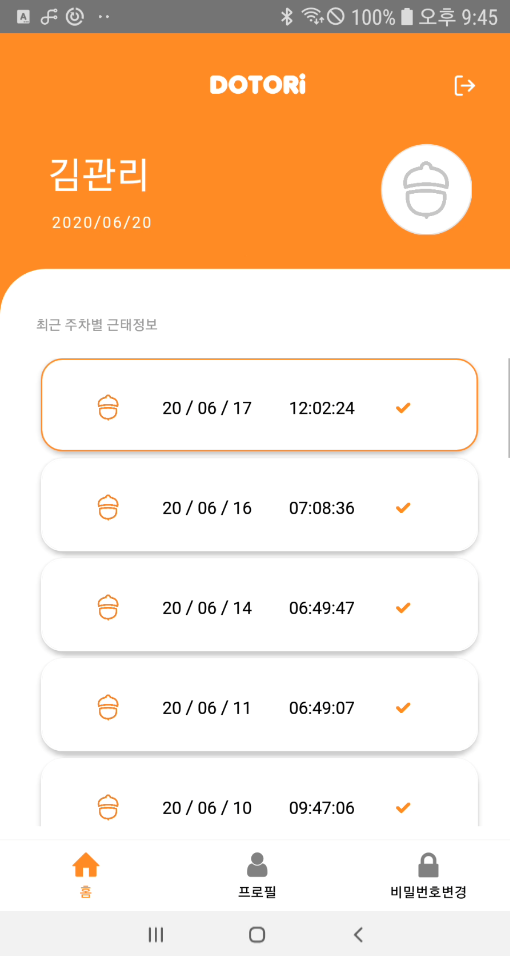 100% 오후 9:45
DOTORi
김관리
2020/06/20
최근 주차별 근태정보
20 / 06 / 17 12:02:24
20 / 06 / 16 07:08:36
20 / 06 / 14 06:49:47
20 / 06 / 11 06:49:07
20 / 06 / 10 09:47:06
홈 프로필 비밀번호변경